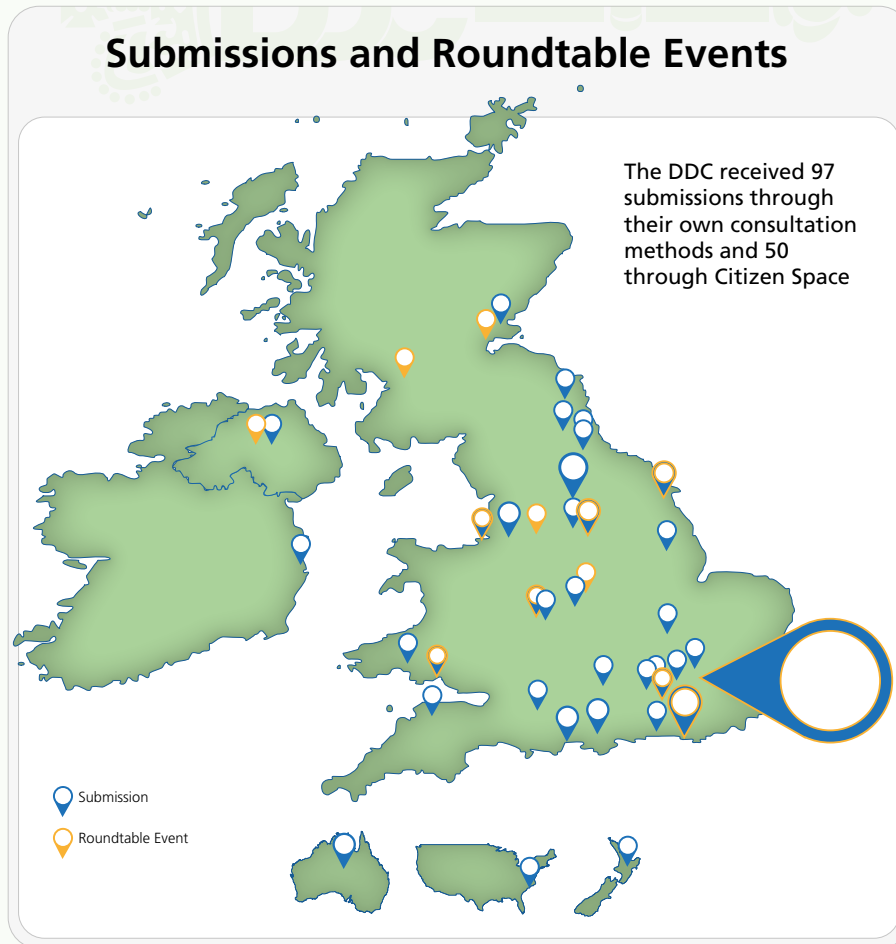 Submissions and Roundtable Events
The DDC received 97
submissions through
their own consultation
methods and 50
through Citizen Space
Submission
Roundtable Event